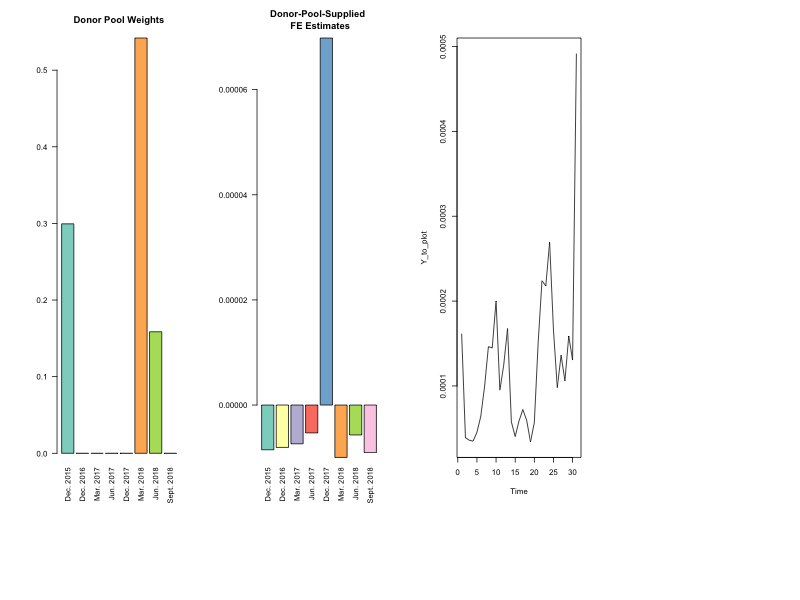 Donor Pool Weights
0.5
0.4
0.3
0.2
0.1
0.0
Dec. 2015
Dec. 2016
Mar. 2017
Jun. 2017
Dec. 2017
Mar. 2018
Jun. 2018
Sept. 2018
Donor-Pool-Supplied
FE Estimates
0.00006
0.00004
0.00002
0.00000
Dec. 2015
Dec. 2016
Mar. 2017
Jun. 2017
Dec. 2017
Mar. 2018
Jun. 2018
Sept. 2018
Y_to_plot
0.0005
0.0004
0.0003
0.0002
0.0001
0 5 10 15 20 25 30
Time